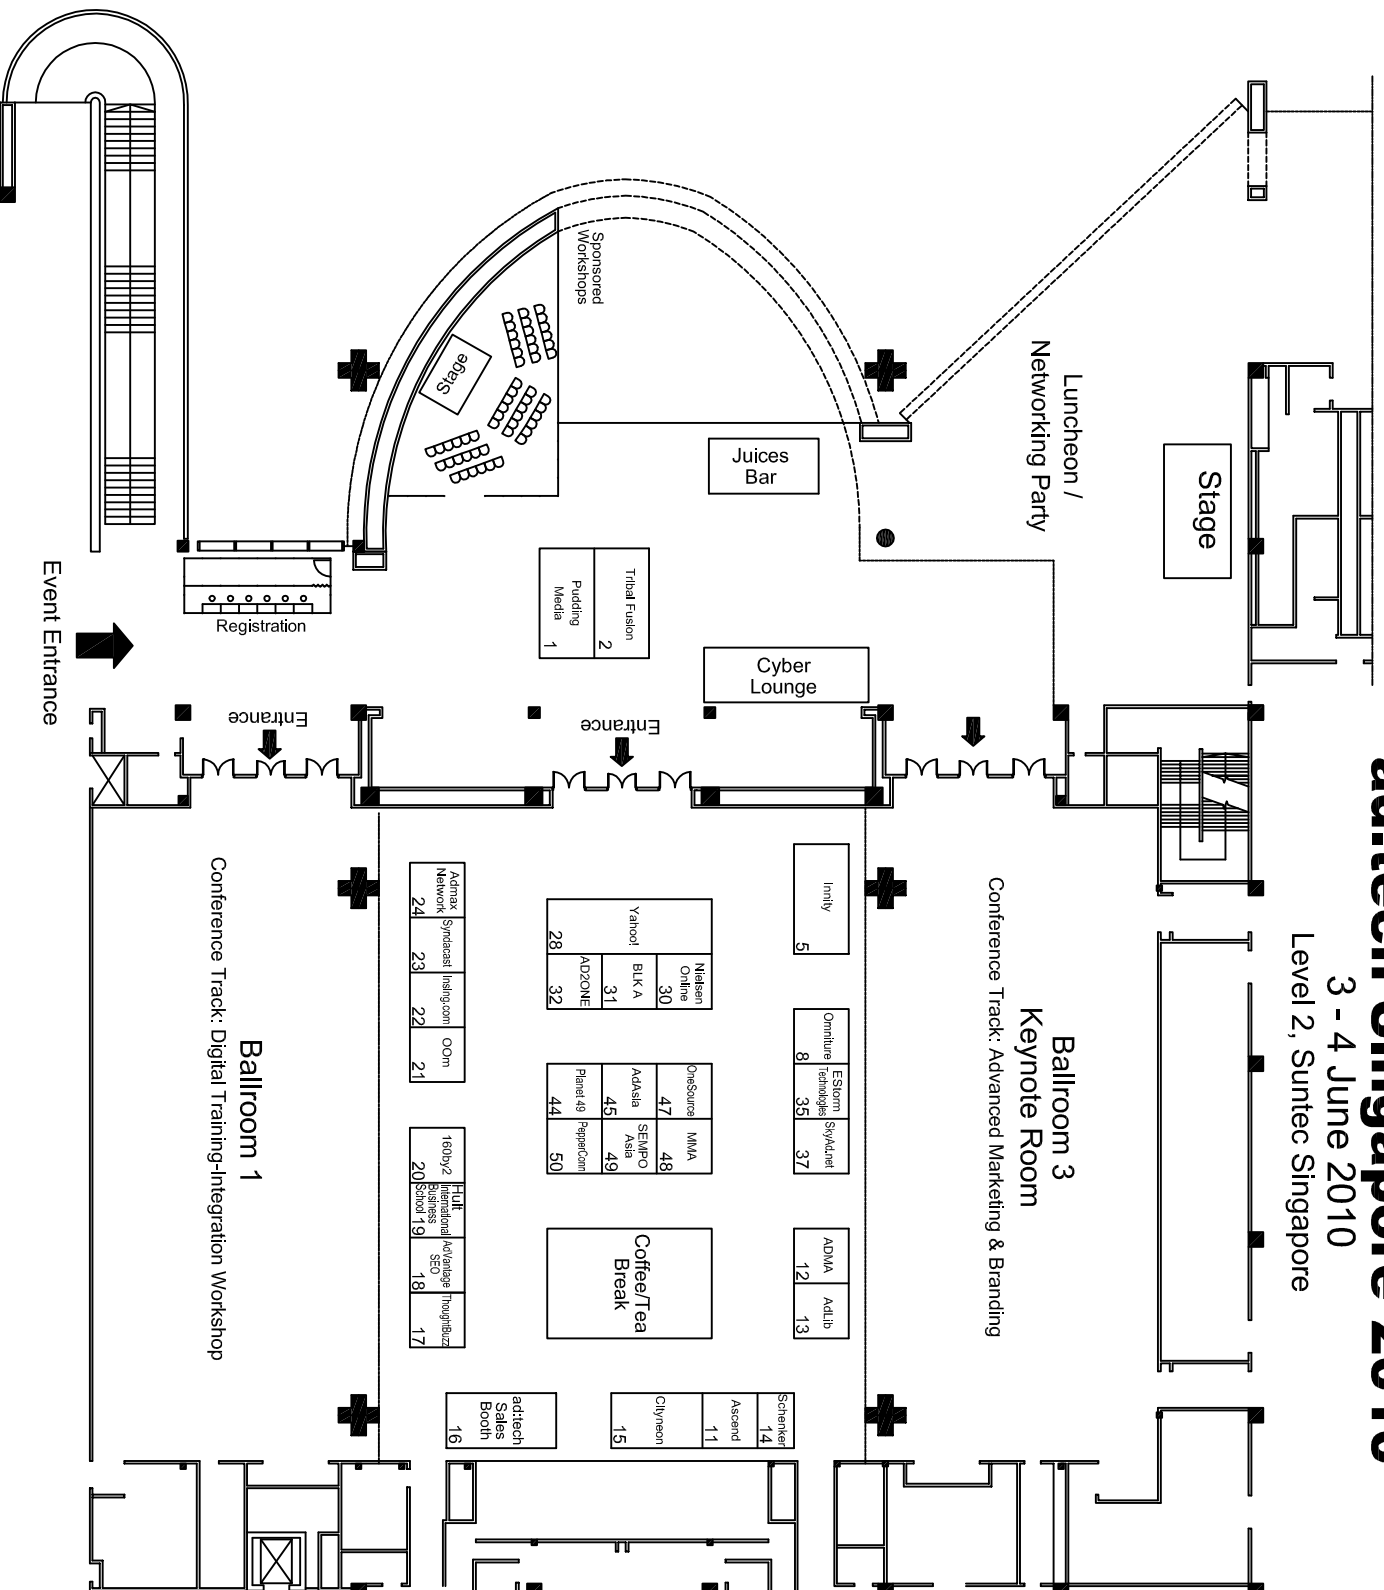 ad:tech Singapore 2010
3 - 4 June 2010
Level 2, Suntec Singapore
Stage
Luncheon /
Networking Party
Sponsored
Workshops
Stage
Juices
Bar
Tribal Fusion
2
Pudding
Media
1
Registration
Event Entrance
Cyber
Lounge
Entrance
Entrance
Ballroom 3
Keynote Room
Conference Track: Advanced Marketing & Branding
Innity
5
Omniture
8
EStorm
Technologies
35
SkyAd.net
37
ADMA
12
AdLib
13
Yahoo!
28
Nielsen
Online
30
BLK A
31
AD2ONE
32
OneSource
47
MMA
48
AdAsia
45
SEMPO
Asia
49
Planet 49
44
PepperConn
50
Coffee/Tea
Break
Schenker
14
Ascend
11
Cityneon
15
ad:tech
Sales
Booth
16
Admax
Network
24
Syndacast
23
Insing.com
22
OOm
21
160by2
20
Hult
International
Business
School 19
AdVantage
SEO
18
ThoughtBuzz
17
Ballroom 1
Conference Track: Digital Training-Integration Workshop